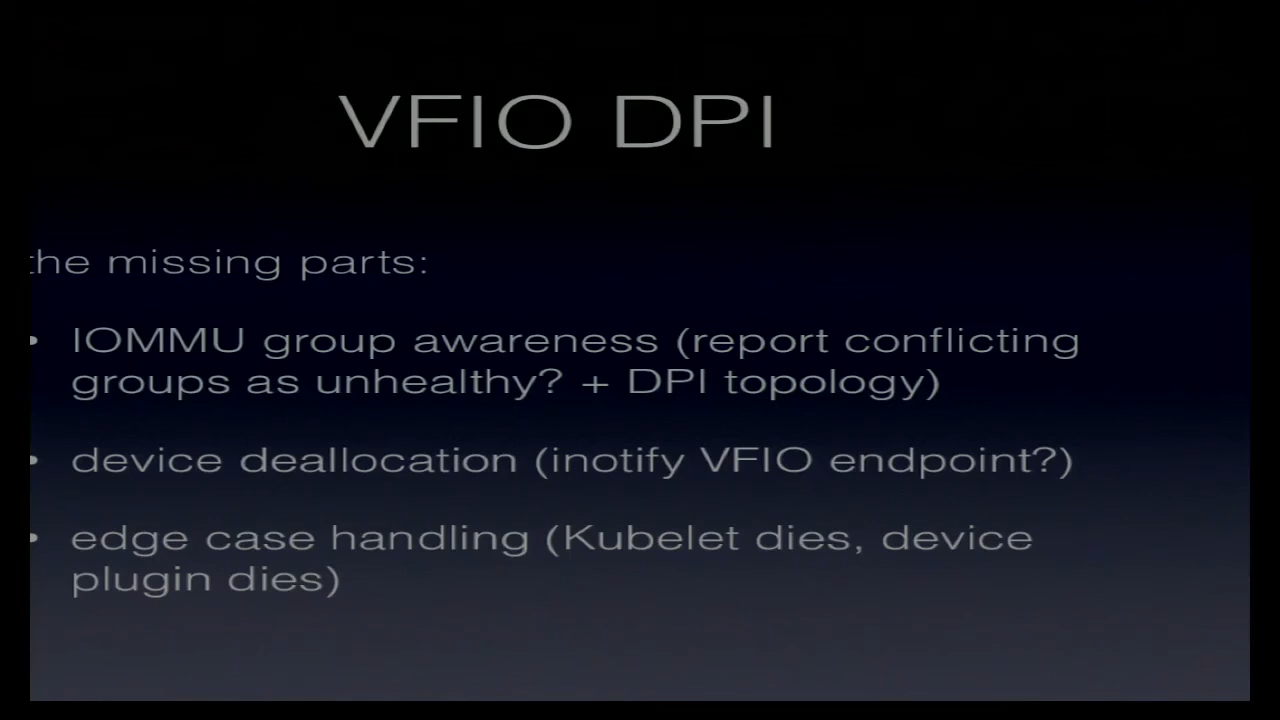 VFIO DPI
the missing parts:
• IOMMU group awareness (report conflicting
groups as unhealthy? + DPI topology)
• device deallocation (inotify VFIO endpoint?)
• edge case handling (Kubelet dies, device
plugin dies)